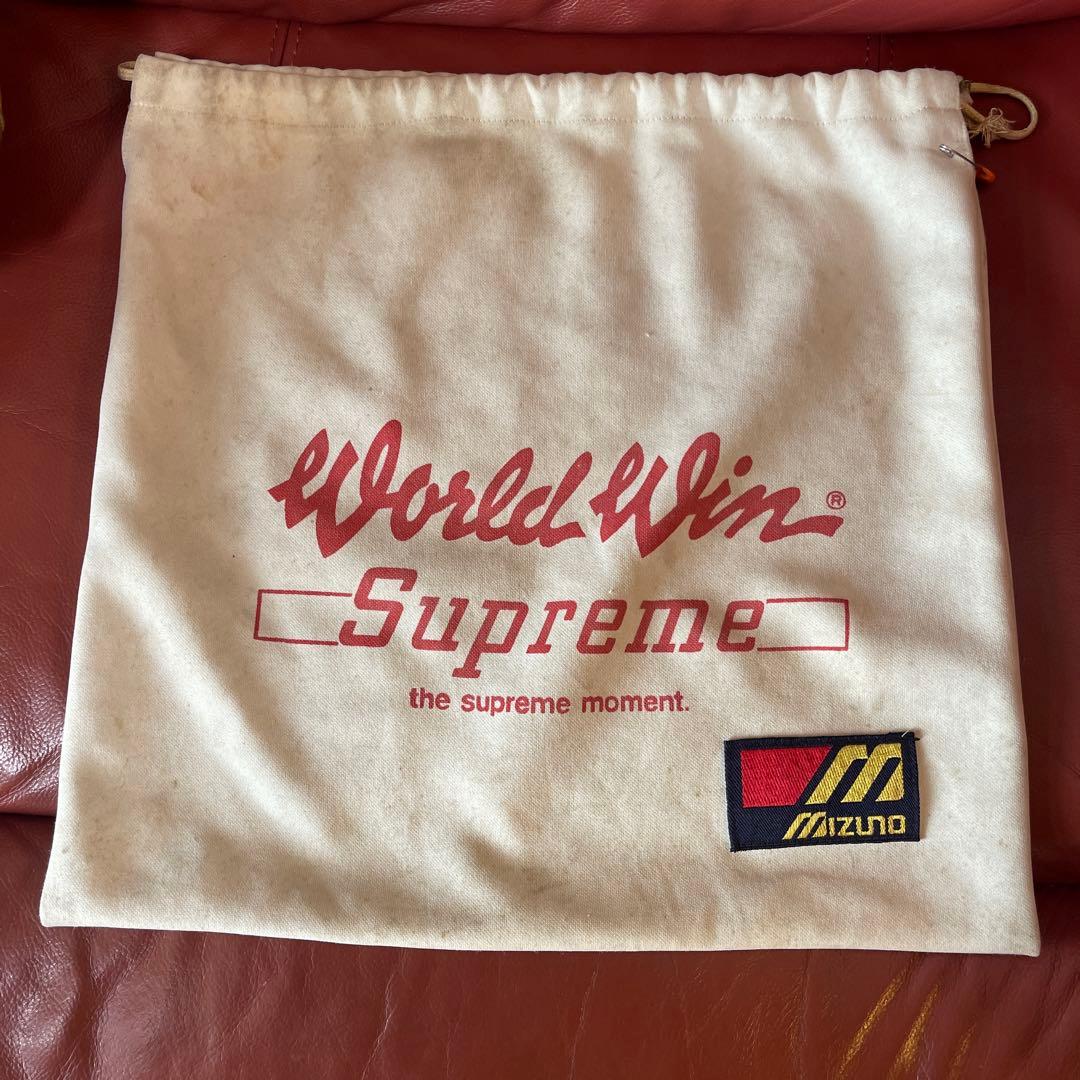 World Win ®
Supreme
the supreme moment.
M
MIZUNO